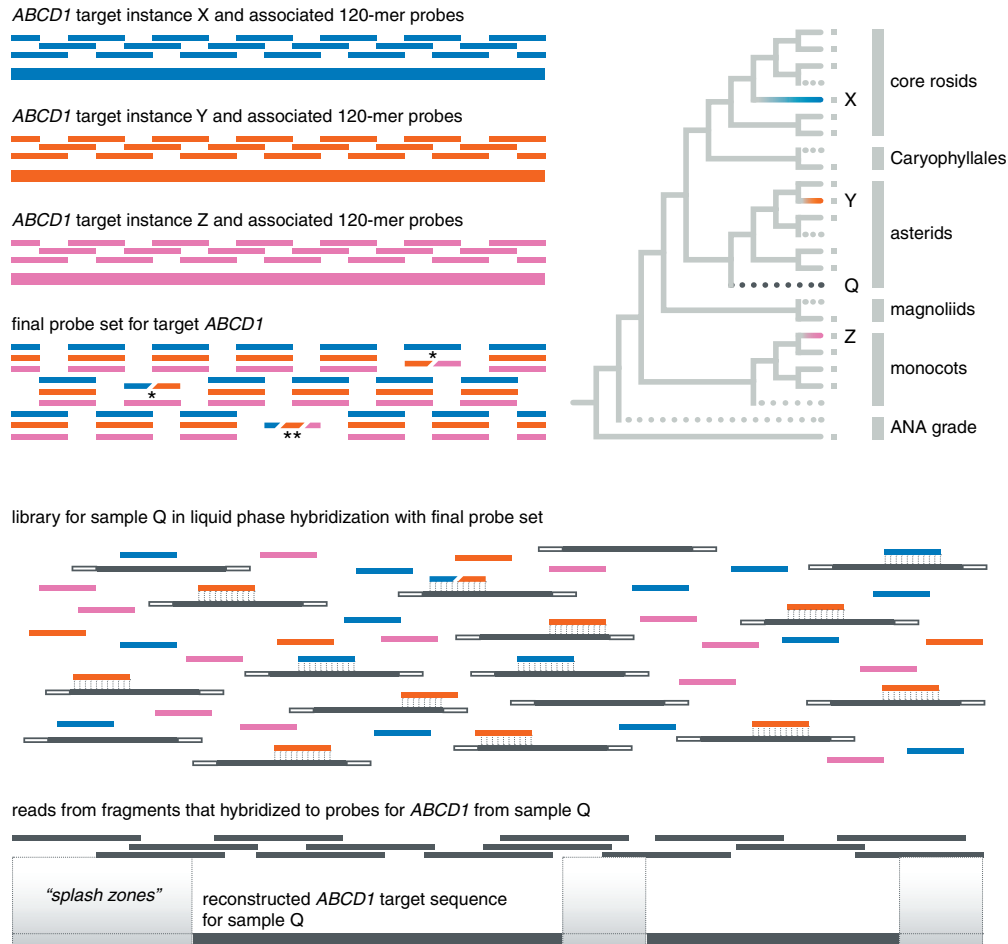 ABCD1 target instance X and associated 120-mer probes
ABCD1 target instance Y and associated 120-mer probes
ABCD1 target instance Z and associated 120-mer probes
final probe set for target ABCD1
*
*
**
X
Y
Q
Z
core rosids
Caryophyllales
asterids
magnoliids
monocots
ANA grade
library for sample Q in liquid phase hybridization with final probe set
reads from fragments that hybridized to probes for ABCD1 from sample Q
"splash zones"
reconstructed ABCD1 target sequence
for sample Q